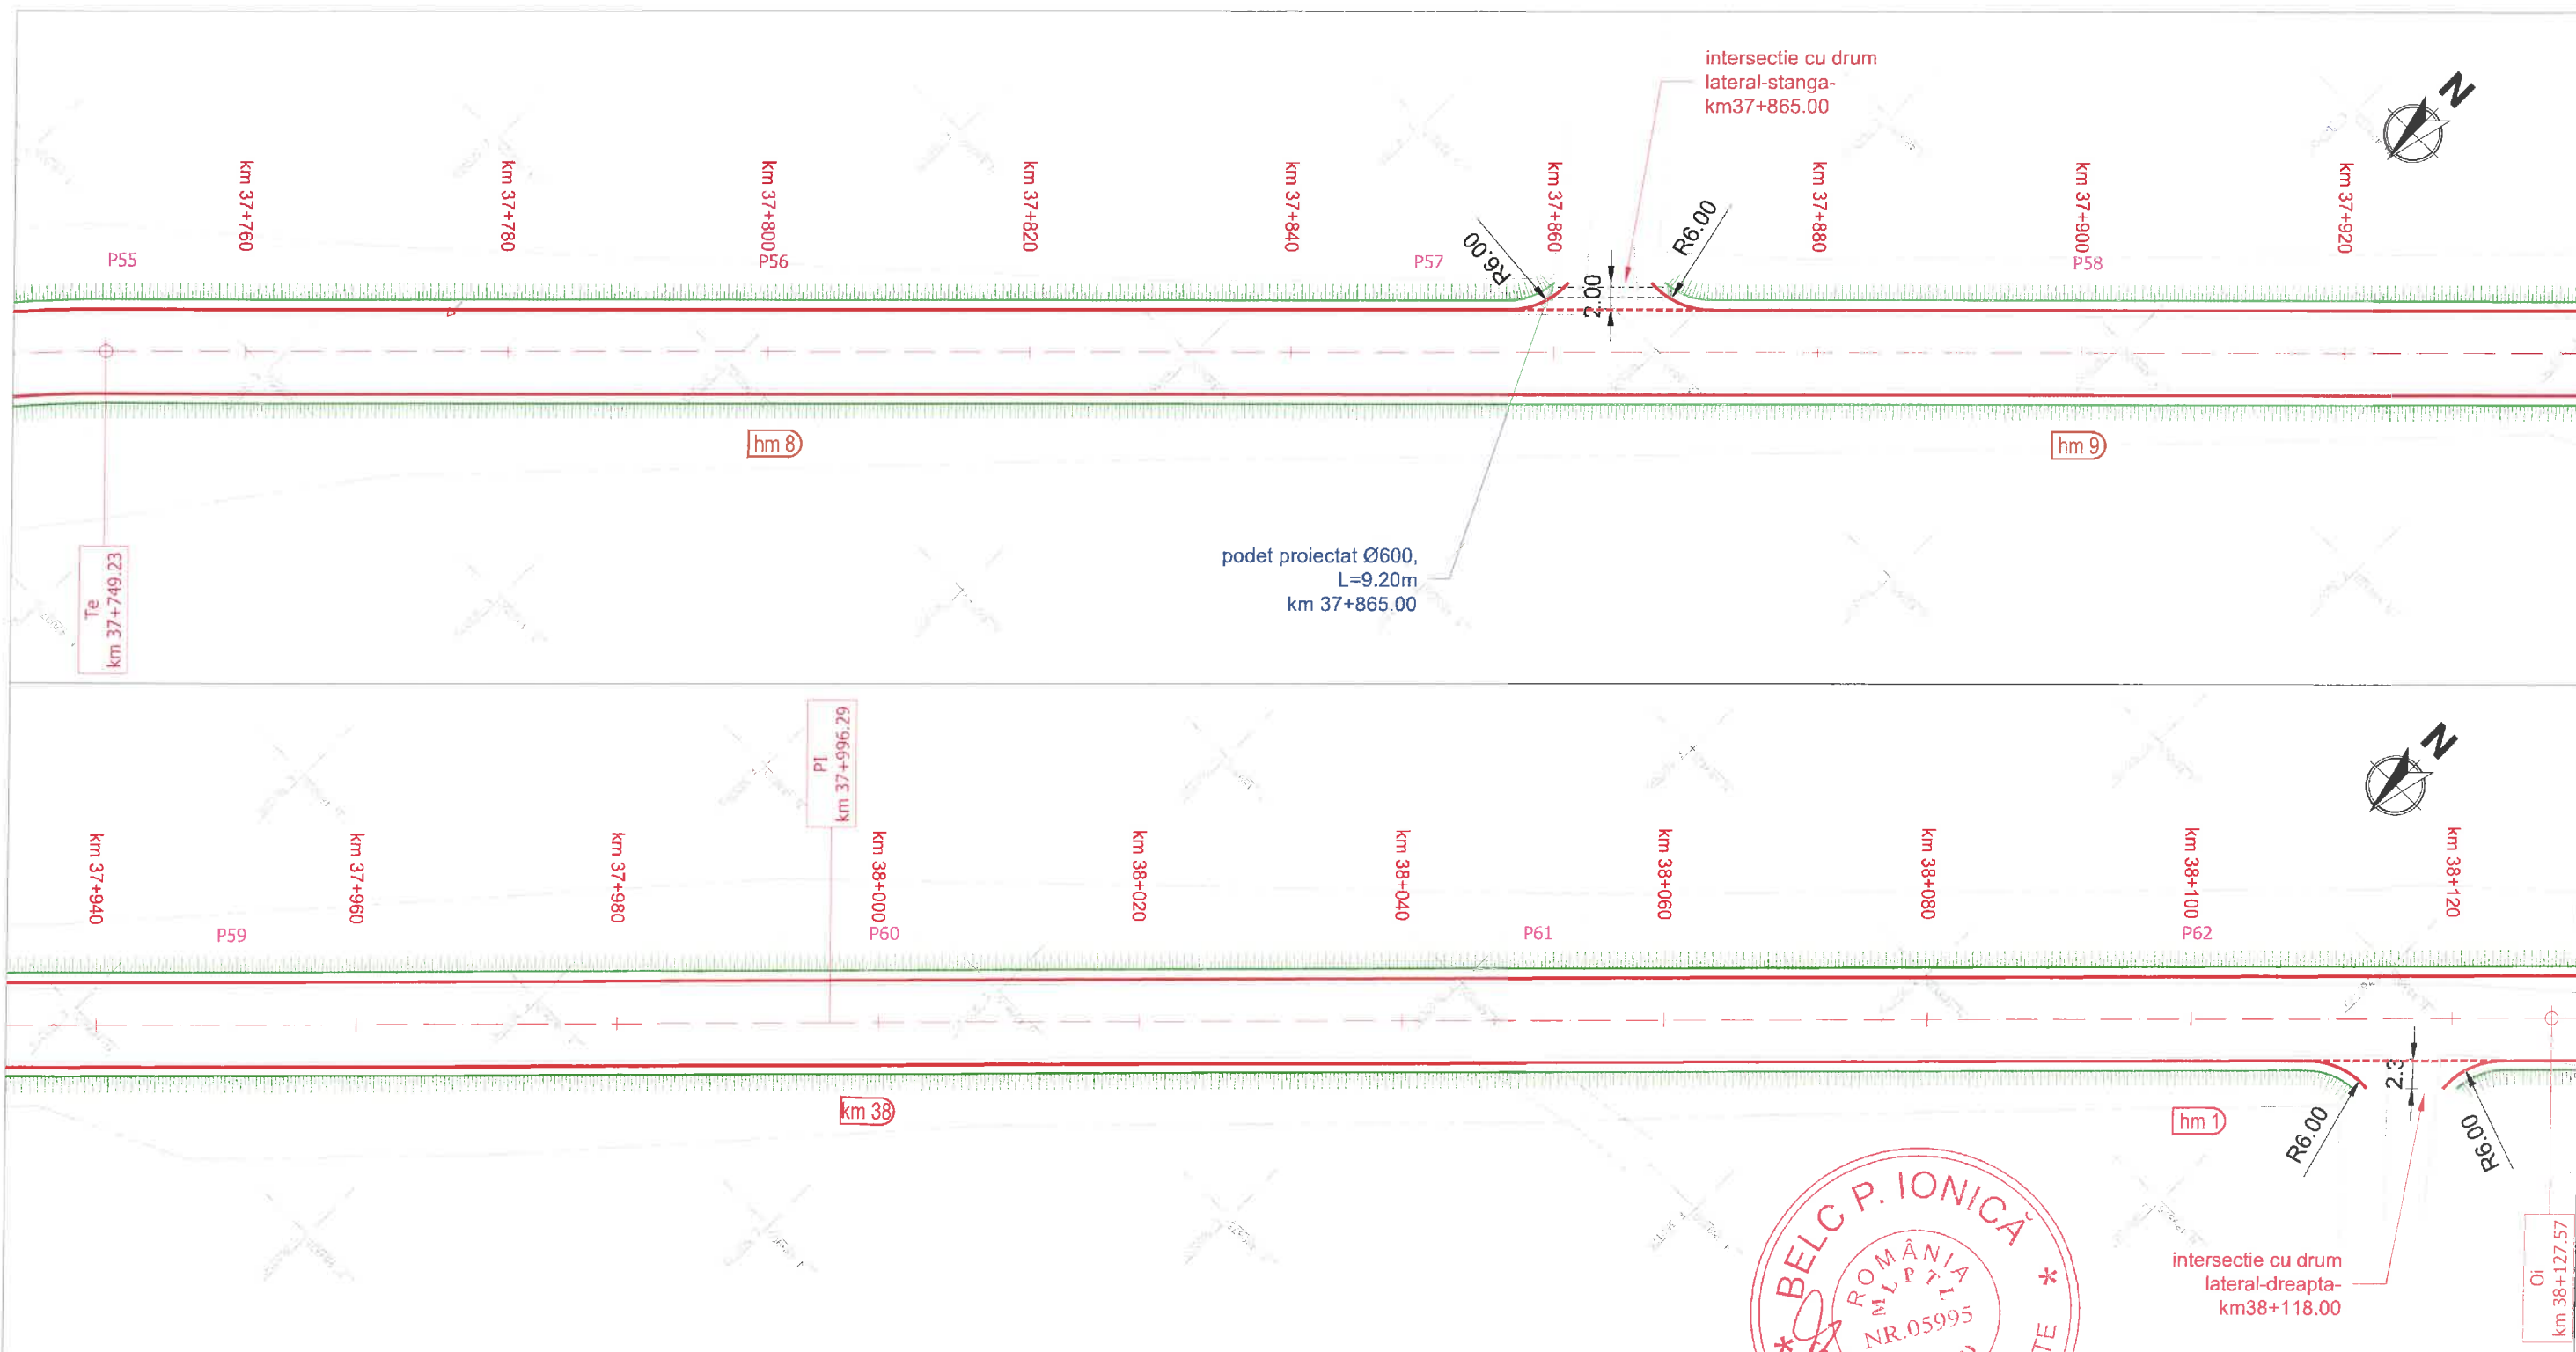 intersectie cu drum
lateral-stanga-
km37+865.00
N
km 37+760
km 37+780
km 37+800
km 37+820
km 37+840
km 37+860
km 37+880
km 37+900
km 37+920
P55
P56
P57
P58
R6.00
R6.00
2.00
hm 8
hm 9
Te
km 37+749.23
podet proiectat Ø600,
L=9.20m
km 37+865.00
PI
km 37+996.29
N
km 37+940
km 37+960
km 37+980
km 38+000
km 38+020
km 38+040
km 38+060
km 38+080
km 38+100
km 38+120
P59
P60
P61
P62
2.3
km 38
hm 1
R6.00
R6.00
intersectie cu drum
lateral-dreapta-
km38+118.00
Oi
km 38+127.57
* BELC P. IONICĂ *
ROMÂNIA
MLPTL
NR.05995